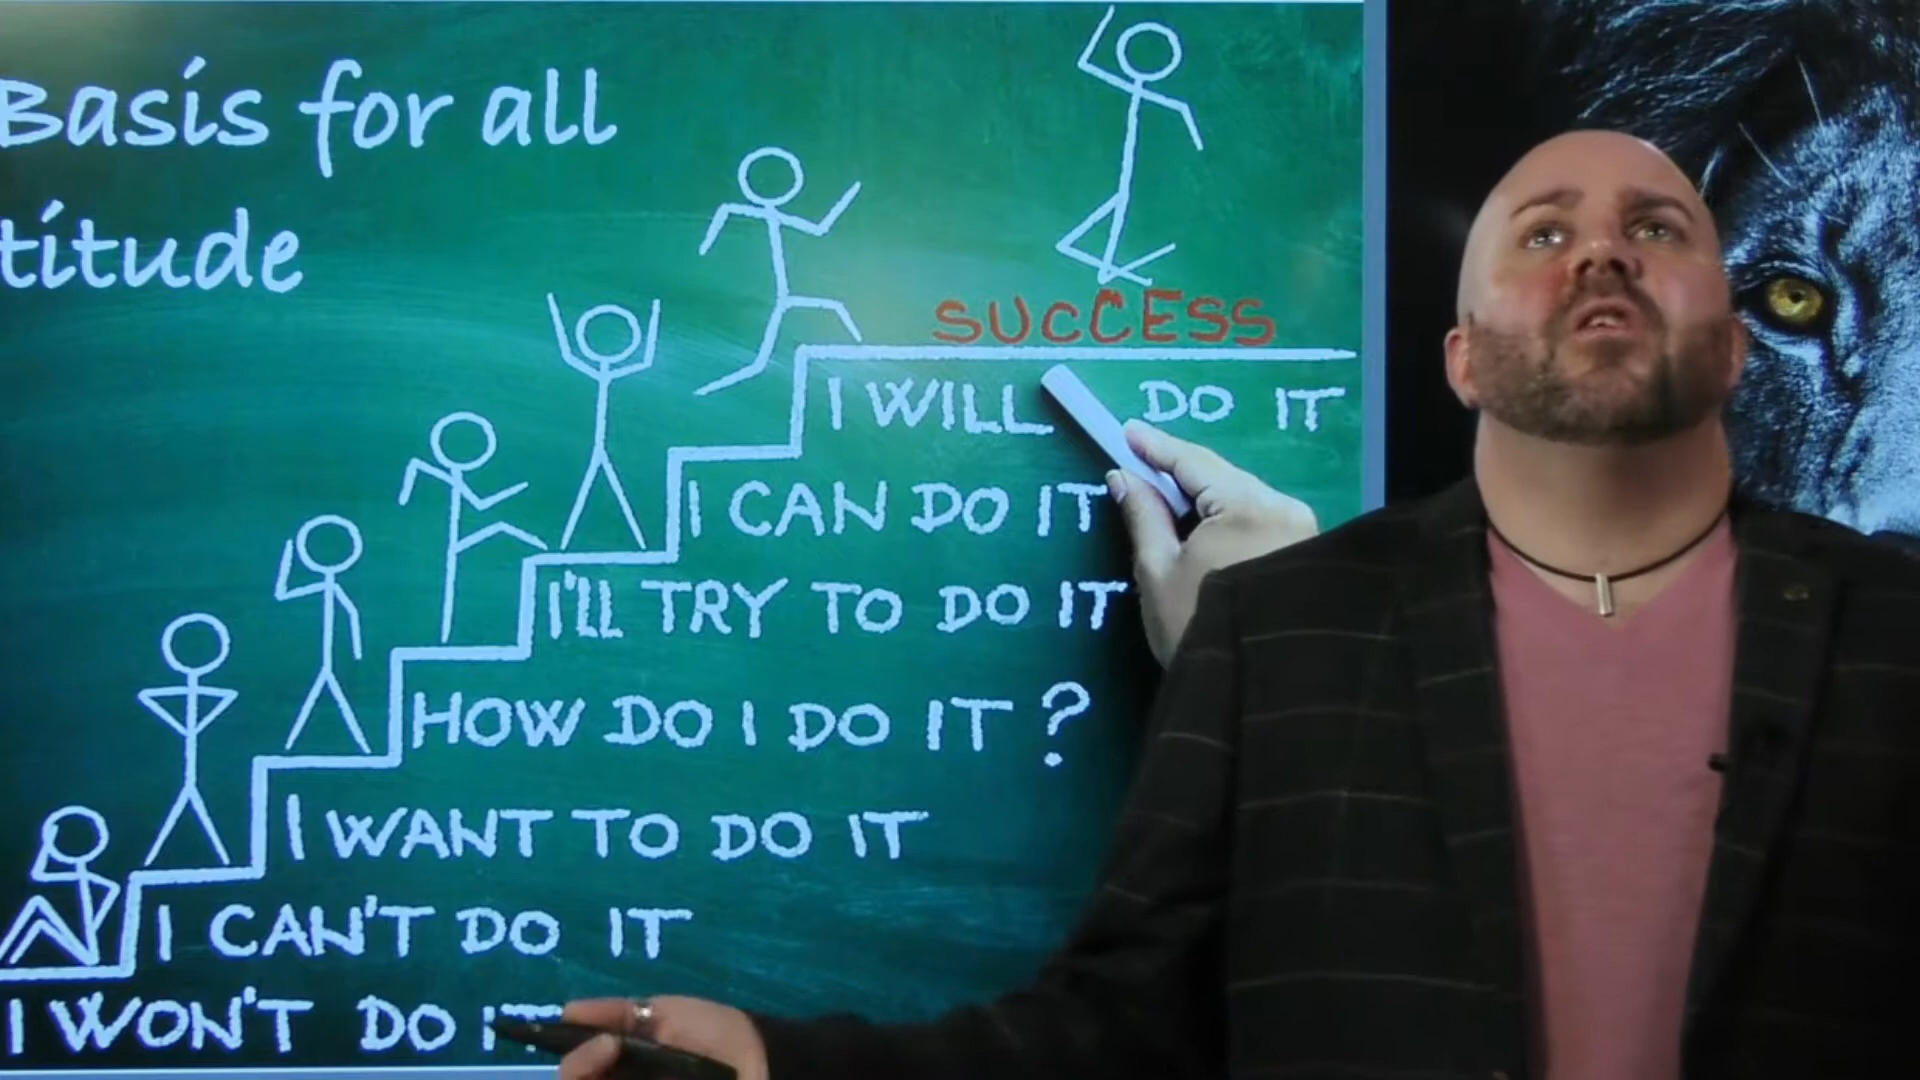 Basis for all
titude
SUCCESS
I WILL DO IT
I CAN DO IT
I'LL TRY TO DO IT
HOW DO I DO IT?
I WANT TO DO IT
I CAN'T DO IT
I WON'T DO IT